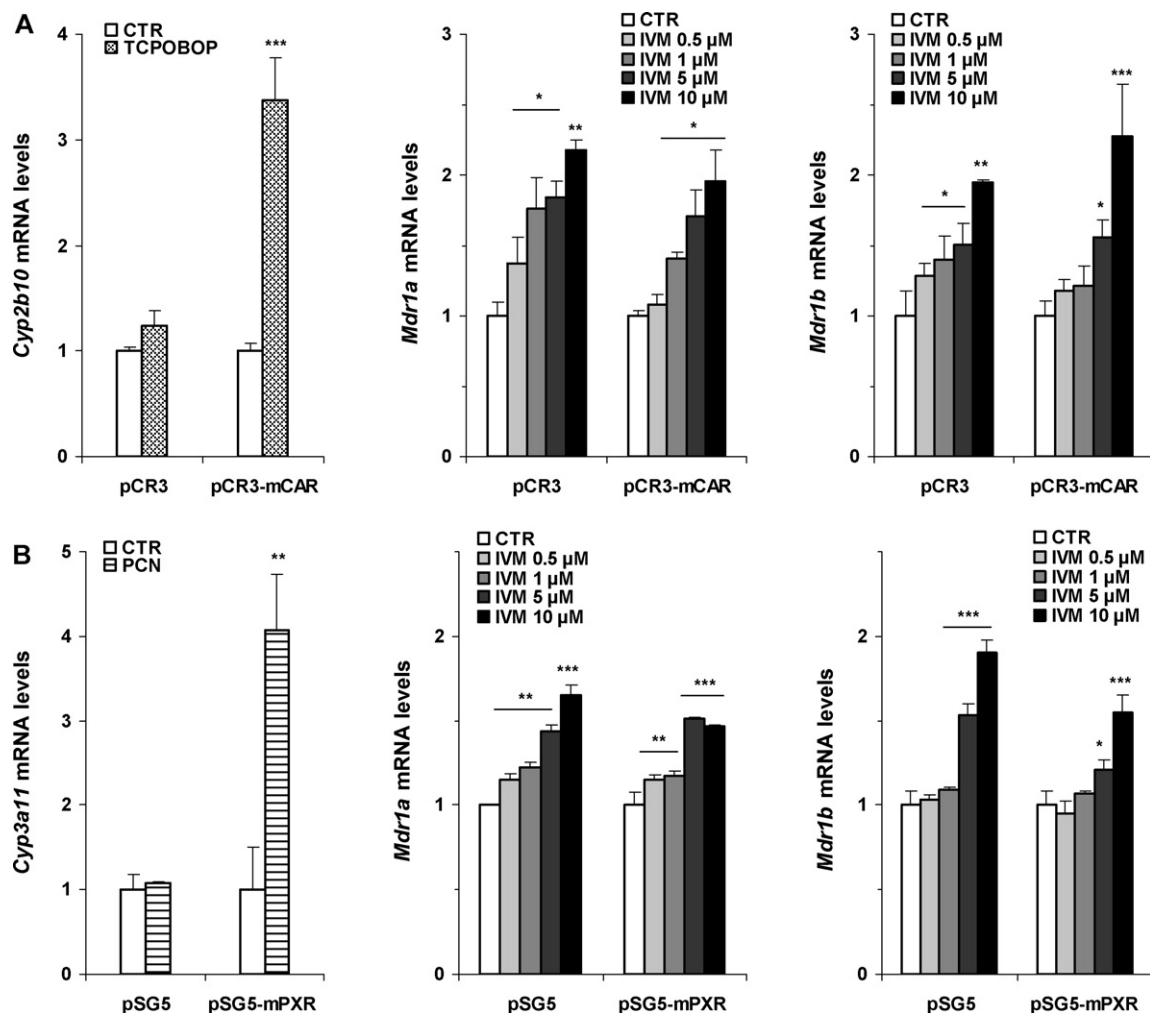 A
CTR
TCPOBOP
4
3
2
1
0
***
Cyp2b10 mRNA levels
pCR3
pCR3-mCAR
CTR
IVM 0.5 µM
IVM 1 µM
IVM 5 µM
IVM 10 µM
3
2
1
0
*
**
*
Mdr1a mRNA levels
pCR3
pCR3-mCAR
CTR
IVM 0.5 µM
IVM 1 µM
IVM 5 µM
IVM 10 µM
3
2
1
0
*
**
*
***
Mdr1b mRNA levels
pCR3
pCR3-mCAR
B
CTR
PCN
5
4
3
2
1
0
**
Cyp3a11 mRNA levels
pSG5
pSG5-mPXR
CTR
IVM 0.5 µM
IVM 1 µM
IVM 5 µM
IVM 10 µM
2
1
0
**
***
**
***
Mdr1a mRNA levels
pSG5
pSG5-mPXR
CTR
IVM 0.5 µM
IVM 1 µM
IVM 5 µM
IVM 10 µM
2
1
0
***
*
***
Mdr1b mRNA levels
pSG5
pSG5-mPXR